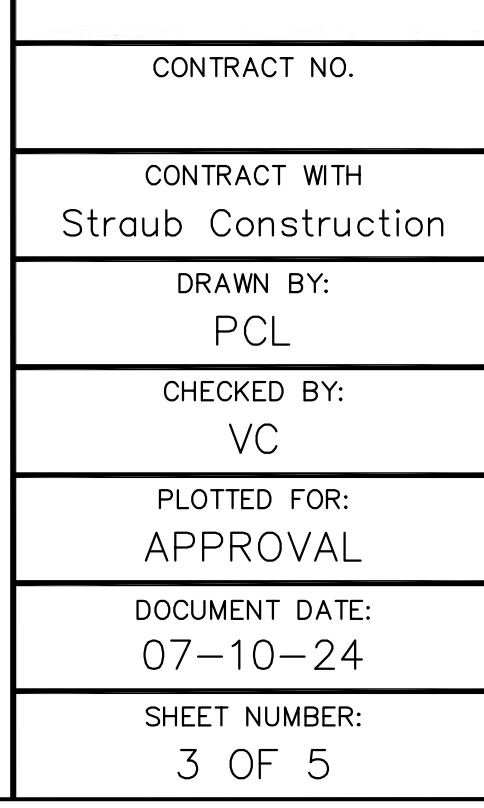 CONTRACT NO.
CONTRACT WITH
Straub Construction
DRAWN BY:
PCL
CHECKED BY:
VC
PLOTTED FOR:
APPROVAL
DOCUMENT DATE:
07-10-24
SHEET NUMBER:
3 OF 5